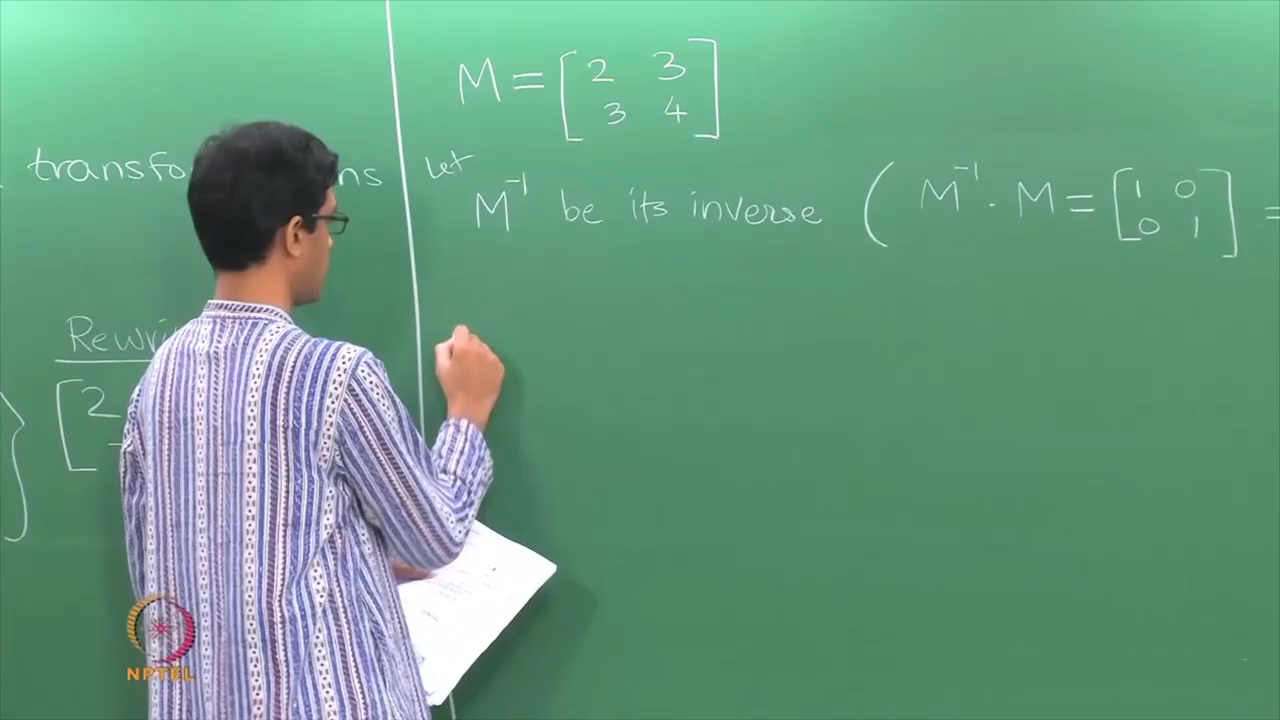 transfo ns
Rewri
[ 2
M = [ 2 3
3 4 ]
Let
M⁻¹ be its inverse ( M⁻¹ . M = [ 1 0
0 1 ] =
NPTEL